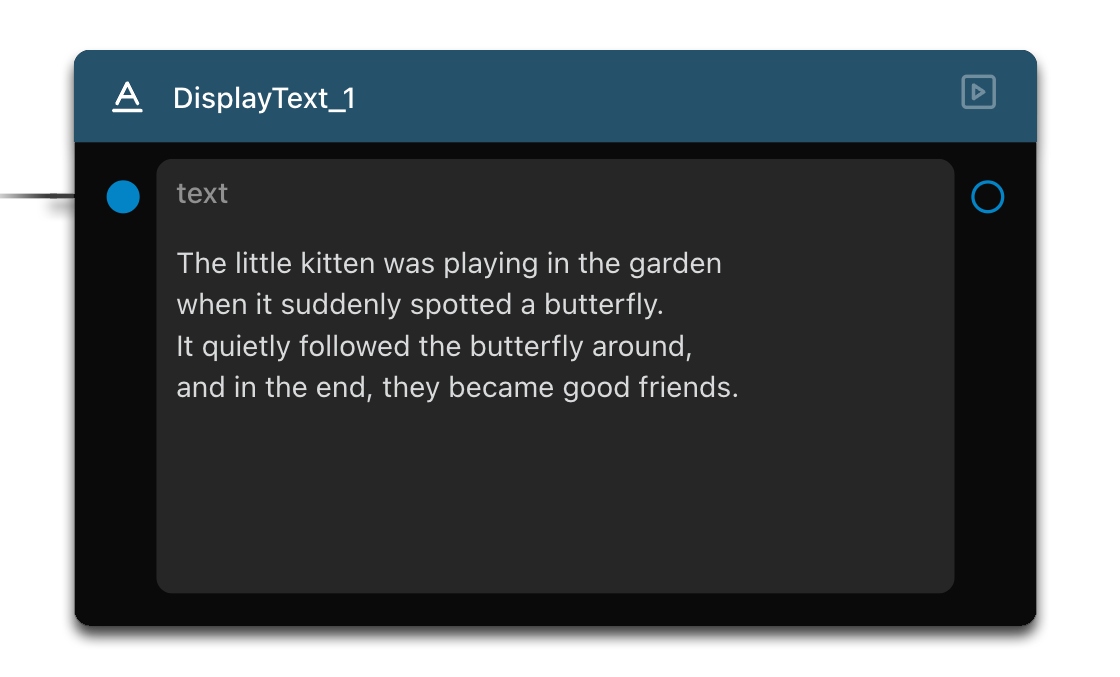 DisplayText_1
text
The little kitten was playing in the garden
when it suddenly spotted a butterfly.
It quietly followed the butterfly around,
and in the end, they became good friends.